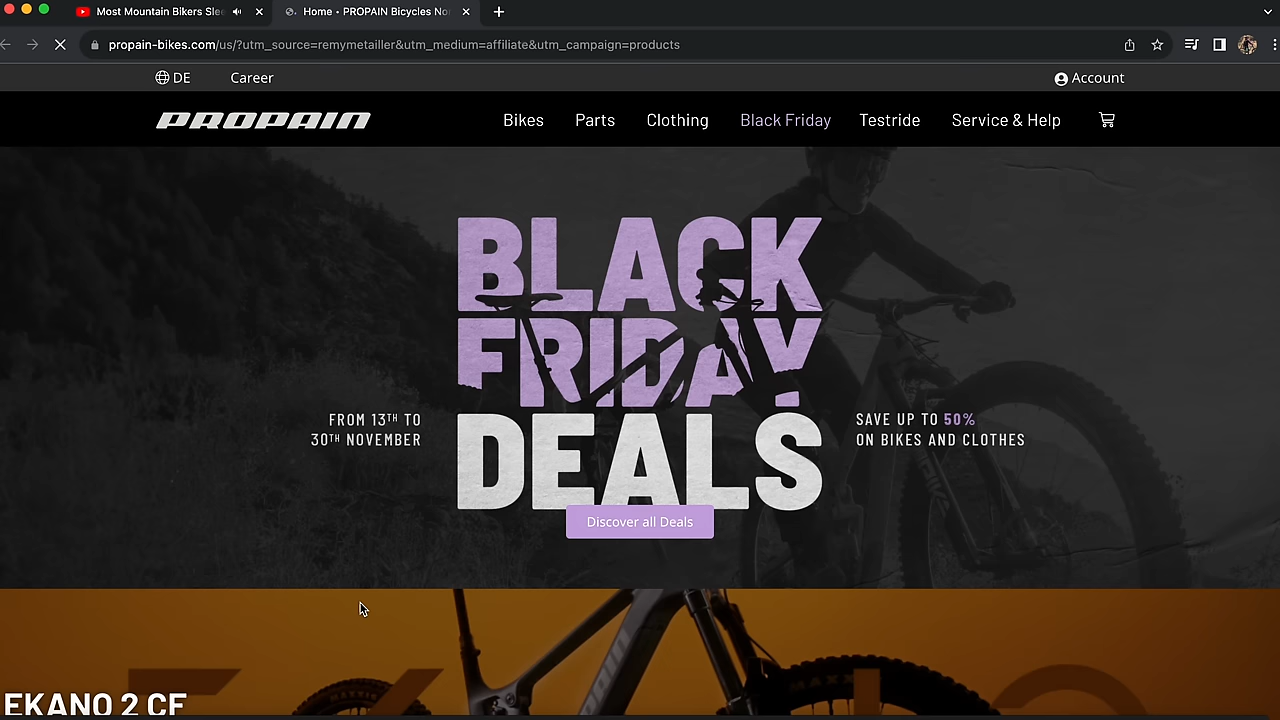 Most Mountain Bikers Slee
Home • PROPAIN Bicycles No
propain-bikes.com/us/?utm_source=remymetailler&utm_medium=affiliate&utm_campaign=products
DE Career Account
PROPAIN Bikes Parts Clothing Black Friday Testride Service & Help
BLACK
FRIDAY
DEALS
FROM 13TH TO
30TH NOVEMBER
SAVE UP TO 50%
ON BIKES AND CLOTHES
Discover all Deals
EKANO 2 CF